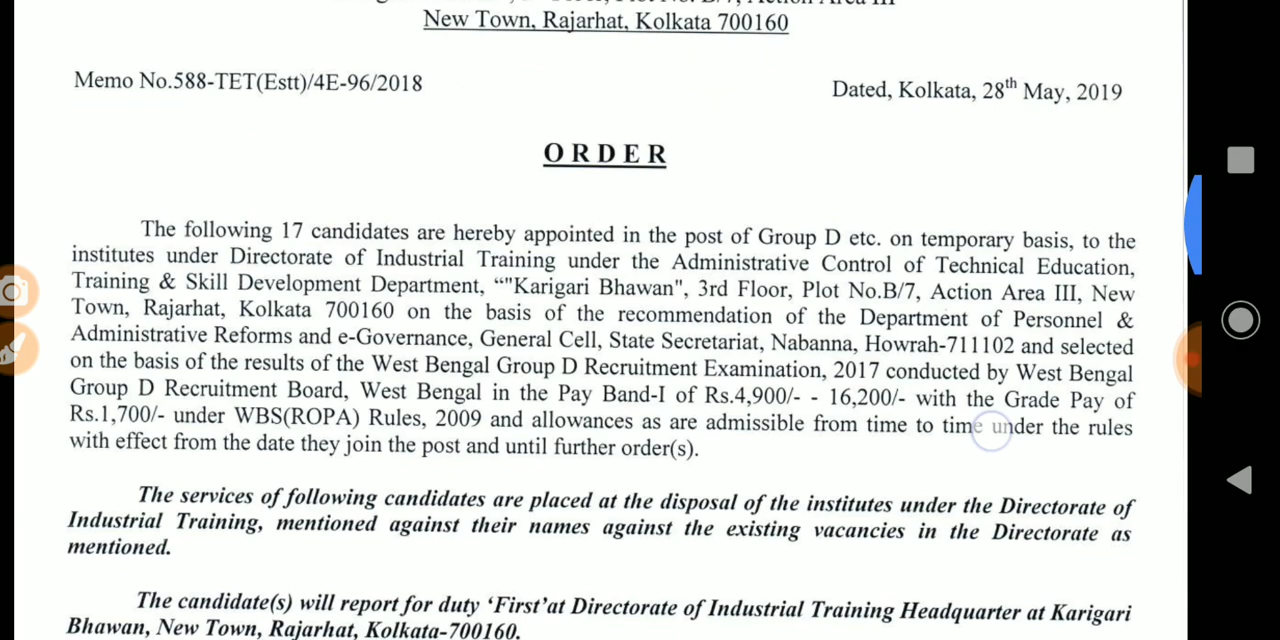 New Town, Rajarhat, Kolkata 700160
Memo No.588-TET(Estt)/4E-96/2018
Dated, Kolkata, 28th May, 2019
ORDER
The following 17 candidates are hereby appointed in the post of Group D etc. on temporary basis, to the
institutes under Directorate of Industrial Training under the Administrative Control of Technical Education,
Training & Skill Development Department, “"Karigari Bhawan", 3rd Floor, Plot No.B/7, Action Area III, New
Town, Rajarhat, Kolkata 700160 on the basis of the recommendation of the Department of Personnel &
Administrative Reforms and e-Governance, General Cell, State Secretariat, Nabanna, Howrah-711102 and selected
on the basis of the results of the West Bengal Group D Recruitment Examination, 2017 conducted by West Bengal
Group D Recruitment Board, West Bengal in the Pay Band-I of Rs.4,900/- - 16,200/- with the Grade Pay of
Rs.1,700/- under WBS(ROPA) Rules, 2009 and allowances as are admissible from time to time under the rules
with effect from the date they join the post and until further order(s).
The services of following candidates are placed at the disposal of the institutes under the Directorate of
Industrial Training, mentioned against their names against the existing vacancies in the Directorate as
mentioned.
The candidate(s) will report for duty ‘First’at Directorate of Industrial Training Headquarter at Karigari
Bhawan, New Town, Rajarhat, Kolkata-700160.